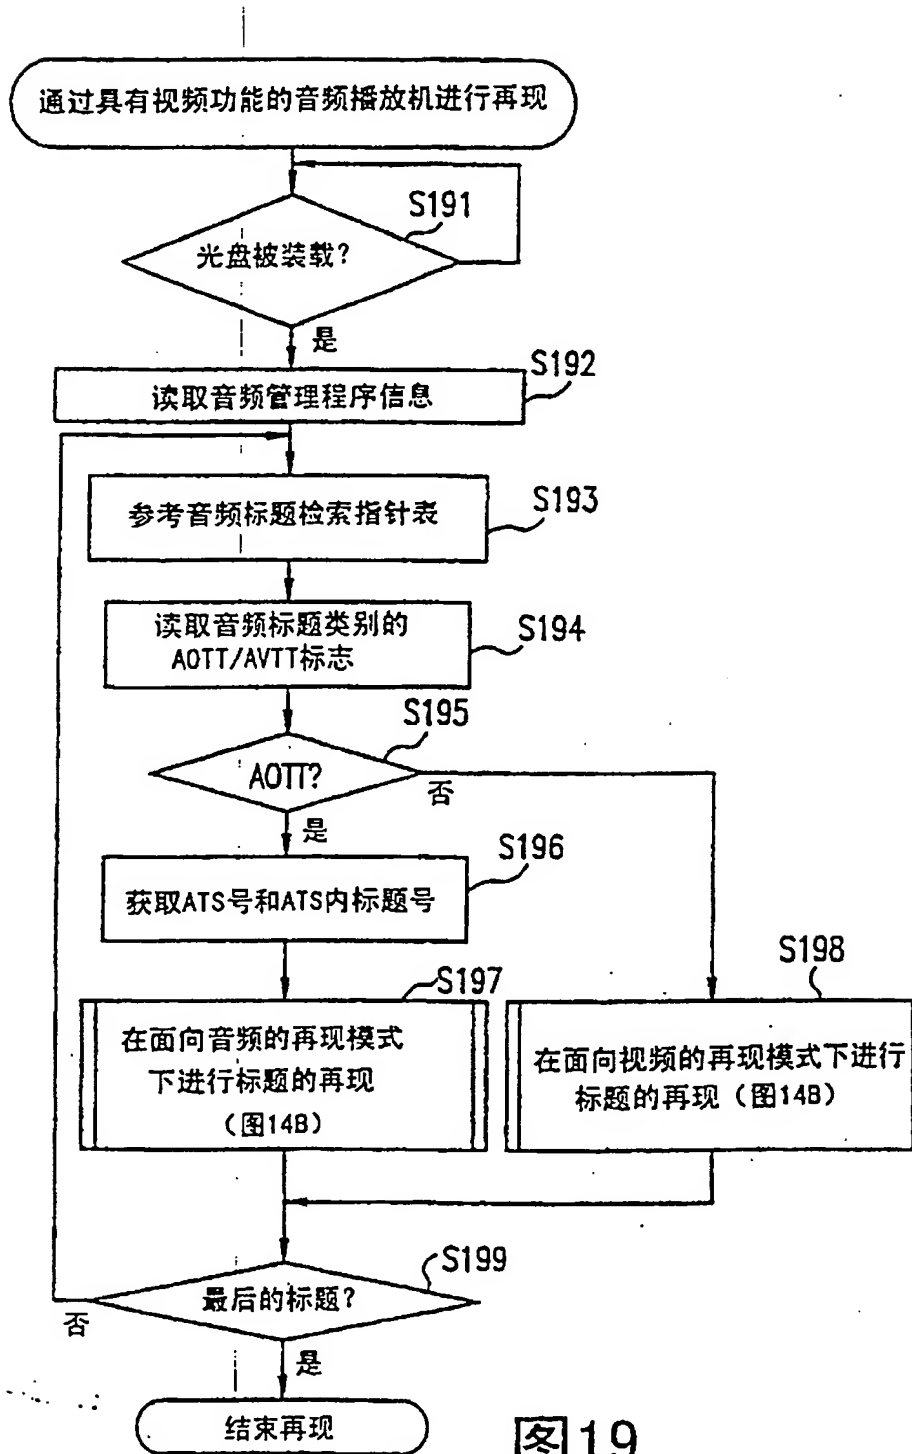 通过具有视频功能的音频播放机进行再现
S191
光盘被装载?
是
S192
读取音频管理程序信息
S193
参考音频标题检索指针表
S194
读取音频标题类别的
AOTT/AVTT标志
S195
AOTT?
否
是
S196
获取ATS号和ATS内标题号
S197
在面向音频的再现模式
下进行标题的再现
(图14B)
S198
在面向视频的再现模式下进行
标题的再现(图14B)
S199
最后的标题?
否
是
结束再现
图19